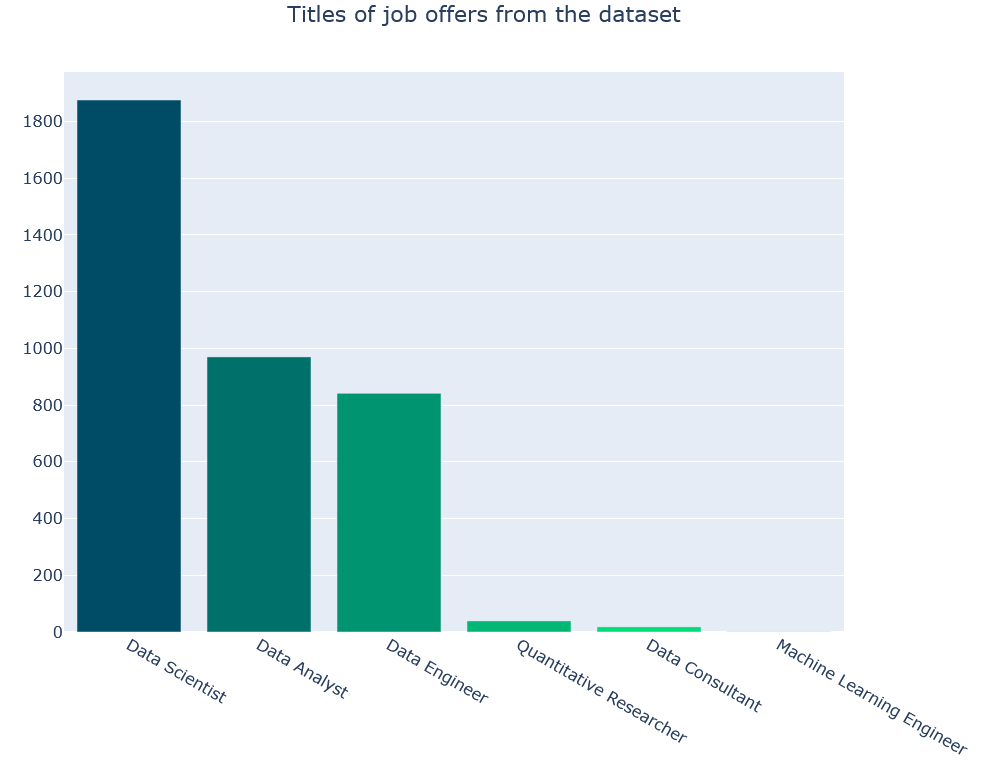 Titles of job offers from the dataset
1800
1600
1400
1200
1000
800
600
400
200
0
Data Scientist
Data Analyst
Data Engineer
Quantitative Researcher
Data Consultant
Machine Learning Engineer